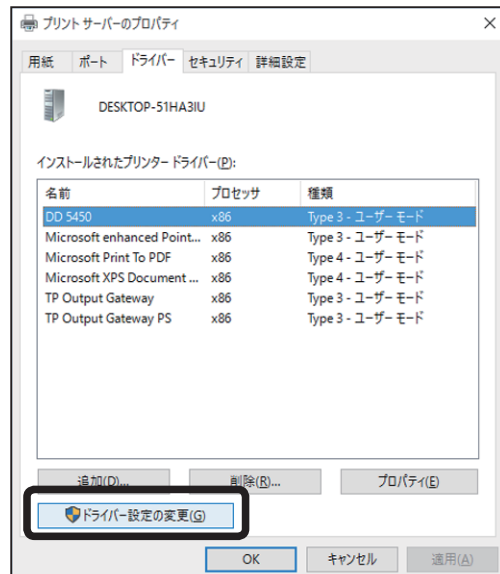 プリント サーバーのプロパティ
用紙 ポート ドライバー セキュリティ 詳細設定
DESKTOP-51HA3IU
インストールされたプリンター ドライバー(P):
名前 プロセッサ 種類
DD 5450 x86 Type 3 - ユーザー モード
Microsoft enhanced Point... x86 Type 3 - ユーザー モード
Microsoft Print To PDF x86 Type 4 - ユーザー モード
Microsoft XPS Document ... x86 Type 4 - ユーザー モード
TP Output Gateway x86 Type 3 - ユーザー モード
TP Output Gateway PS x86 Type 3 - ユーザー モード
追加(D)... 削除(R)... プロパティ(E)
ドライバー設定の変更(G)
OK キャンセル 適用(A)